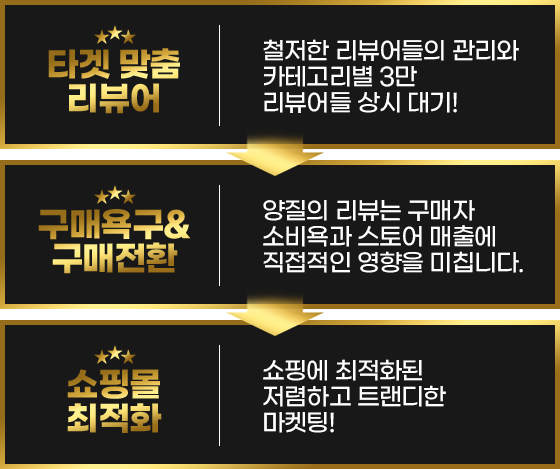 타겟 맞춤
리뷰어
철저한 리뷰어들의 관리와
카테고리별 3만
리뷰어들 상시 대기!
구매욕구&
구매전환
양질의 리뷰는 구매자
소비욕과 스토어 매출에
직접적인 영향을 미칩니다.
쇼핑몰
최적화
쇼핑에 최적화된
저렴하고 트랜디한
마켓팅!